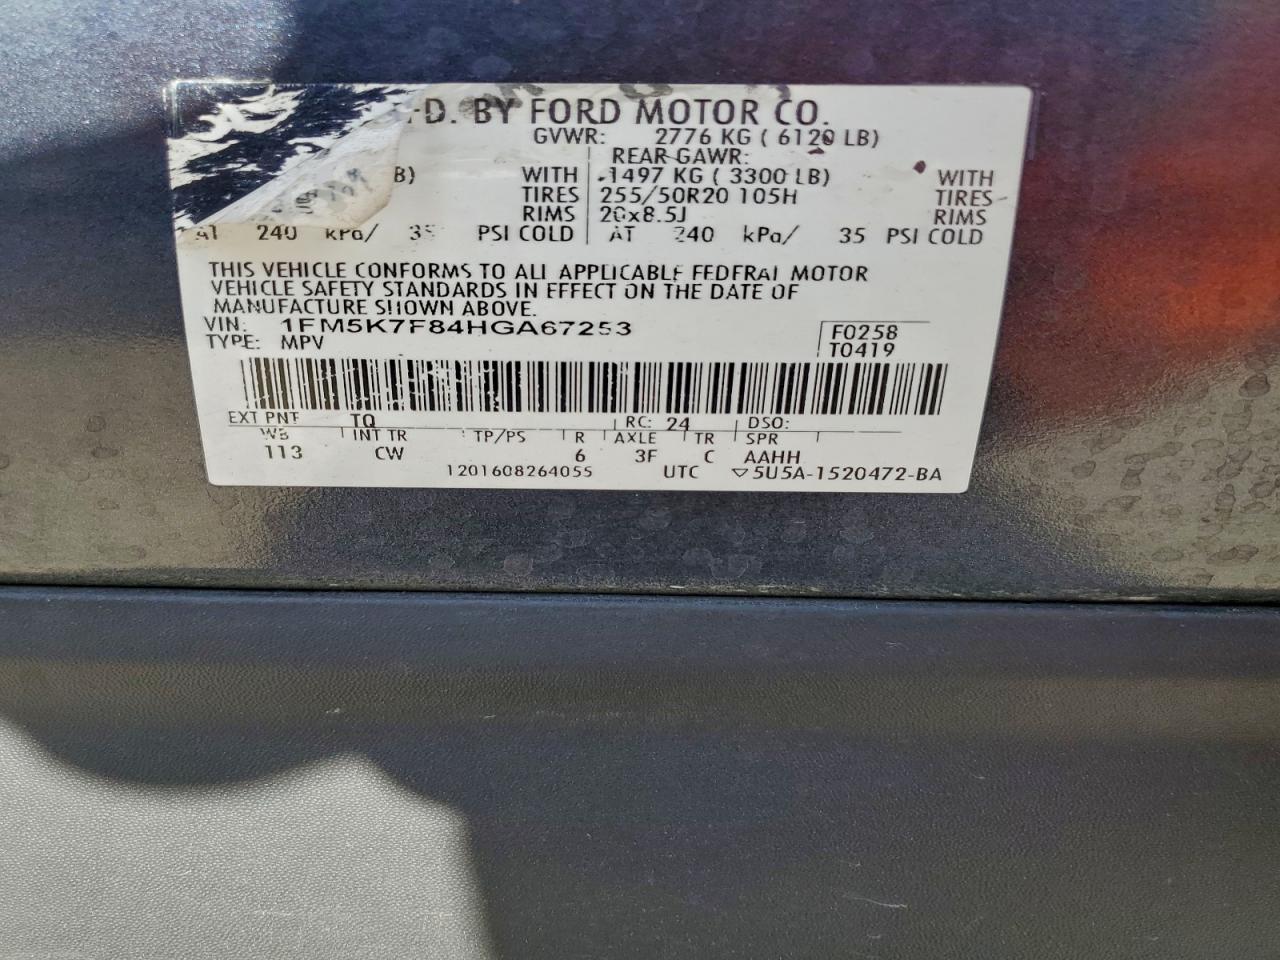 FD. BY FORD MOTOR CO.
GVWR: 2776 KG ( 6120 LB)
REAR GAWR:
B) WITH 1497 KG ( 3300 LB) WITH
TIRES 255/50R20 105H TIRES
RIMS 20x8.5J RIMS
AT 240 kPa/ 35 PSI COLD AT 240 kPa/ 35 PSI COLD
THIS VEHICLE CONFORMS TO ALL APPLICABLE FEDERAL MOTOR
VEHICLE SAFETY STANDARDS IN EFFECT ON THE DATE OF
MANUFACTURE SHOWN ABOVE.
VIN: 1FM5K7F84HGA67253 F0258
TYPE: MPV T0419
EXT PNT TQ RC: 24 DSO:
WB INT TR TP/PS R AXLE TR SPR
113 CW 6 3F C AAHH
1201608264055 UTC ▽5U5A-1520472-BA